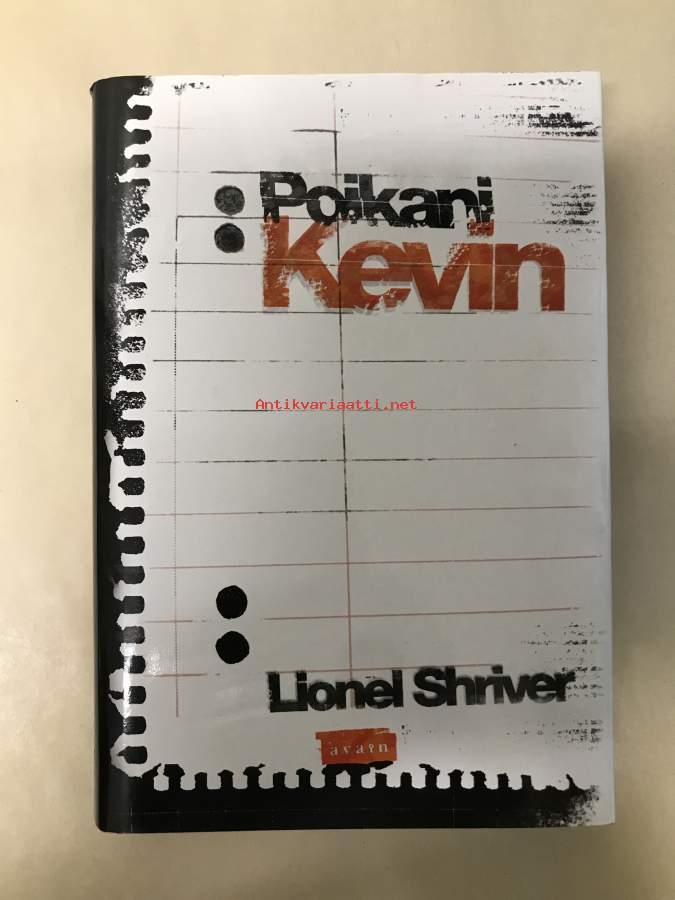 Poikani
Kevin
Antikvariaatti.net
Lionel Shriver
avain